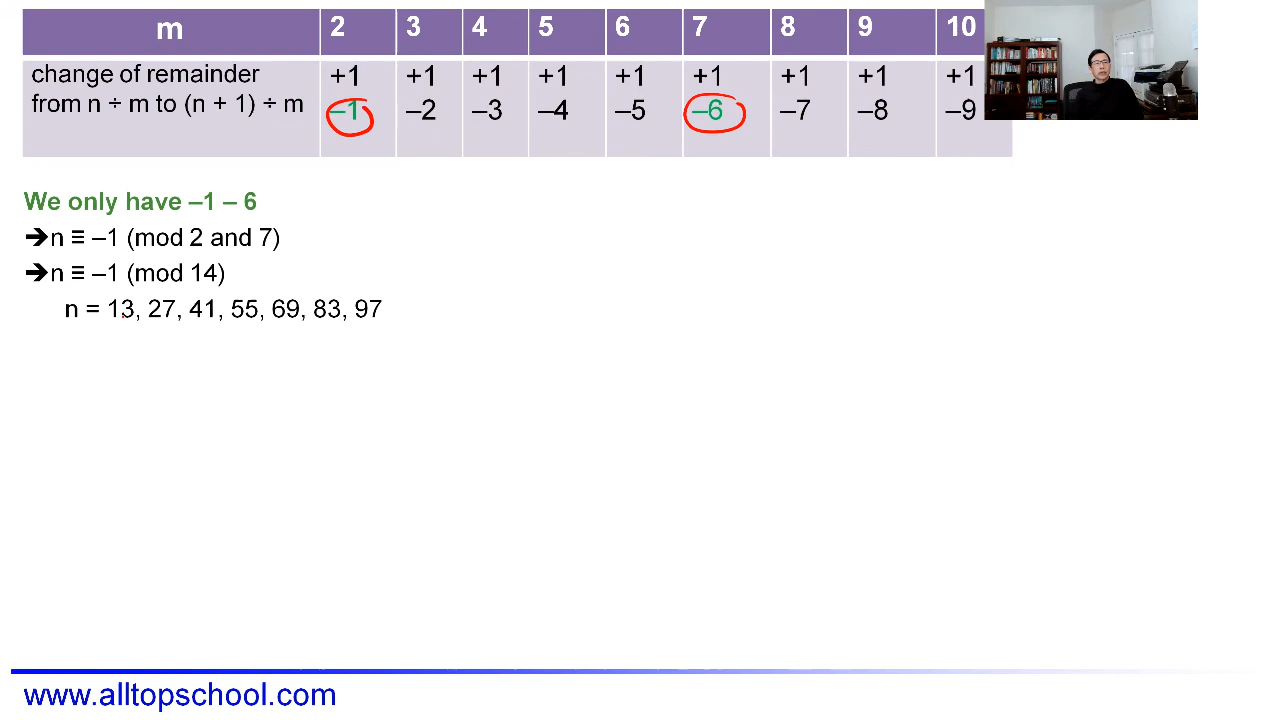 m 2 3 4 5 6 7 8 9 10
change of remainder +1 +1 +1 +1 +1 +1 +1 +1 +1
from n ÷ m to (n + 1) ÷ m –1 –2 –3 –4 –5 –6 –7 –8 –9
We only have –1 – 6
➔n ≡ –1 (mod 2 and 7)
➔n ≡ –1 (mod 14)
n = 13, 27, 41, 55, 69, 83, 97
www.alltopschool.com